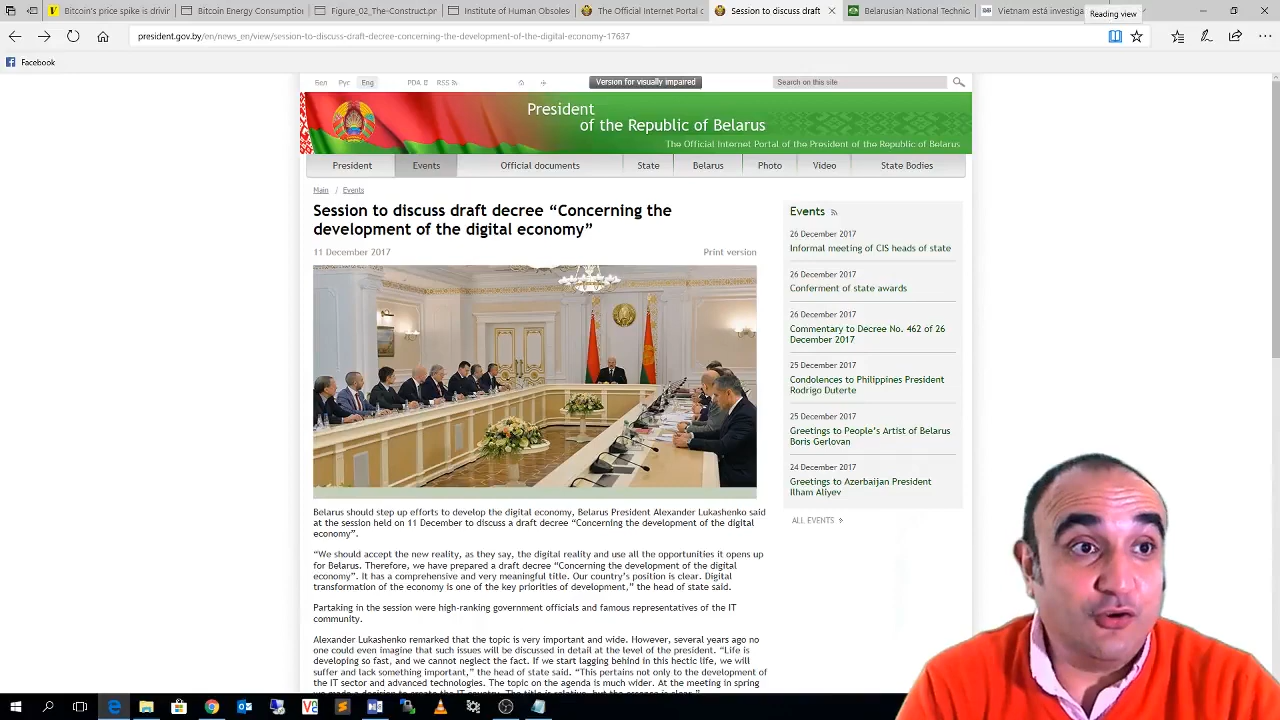 Bitcoin's price spike is driving
Bitcoin Energy Consumption
Figure_02_The-Construct.pn
Institute of Human Obsoles
The Official Internet Portal o
Session to discuss draft
Belarusian National Technic
Vietnam está investiga
Reading view
president.gov.by/en/news_en/view/session-to-discuss-draft-decree-concerning-the-development-of-the-digital-economy-17637
Facebook
Бел Рус Eng PDA RSS Version for visually impaired Search on this site
President
of the Republic of Belarus
The Official Internet Portal of the President of the Republic of Belarus
President Events Official documents State Belarus Photo Video State Bodies
Main / Events
Session to discuss draft decree “Concerning the
development of the digital economy”
11 December 2017 Print version
Belarus should step up efforts to develop the digital economy, Belarus President Alexander Lukashenko said
at the session held on 11 December to discuss a draft decree “Concerning the development of the digital
economy”.
“We should accept the new reality, as they say, the digital reality and use all the opportunities it opens up
for Belarus. Therefore, we have prepared a draft decree “Concerning the development of the digital
economy”. It has a comprehensive and very meaningful title. Our country’s position is clear. Digital
transformation of the economy is one of the key priorities of development,” the head of state said.
Partaking in the session were high-ranking government officials and famous representatives of the IT
community.
Alexander Lukashenko remarked that the topic is very important and wide. However, several years ago no
one could even imagine that such issues will be discussed in detail at the level of the president. “Life is
developing so fast, and we cannot neglect the fact. If we start lagging behind in this hectic life, we will
suffer and lack something important,” the head of state said. “This pertains not only to the development of
the IT sector and advanced technologies. The topic on the agenda is much wider. At the meeting in spring
Events
26 December 2017
Informal meeting of CIS heads of state
26 December 2017
Conferment of state awards
26 December 2017
Commentary to Decree No. 462 of 26
December 2017
25 December 2017
Condolences to Philippines President
Rodrigo Duterte
25 December 2017
Greetings to People’s Artist of Belarus
Boris Gerlovan
24 December 2017
Greetings to Azerbaijan President
Ilham Aliyev
ALL EVENTS